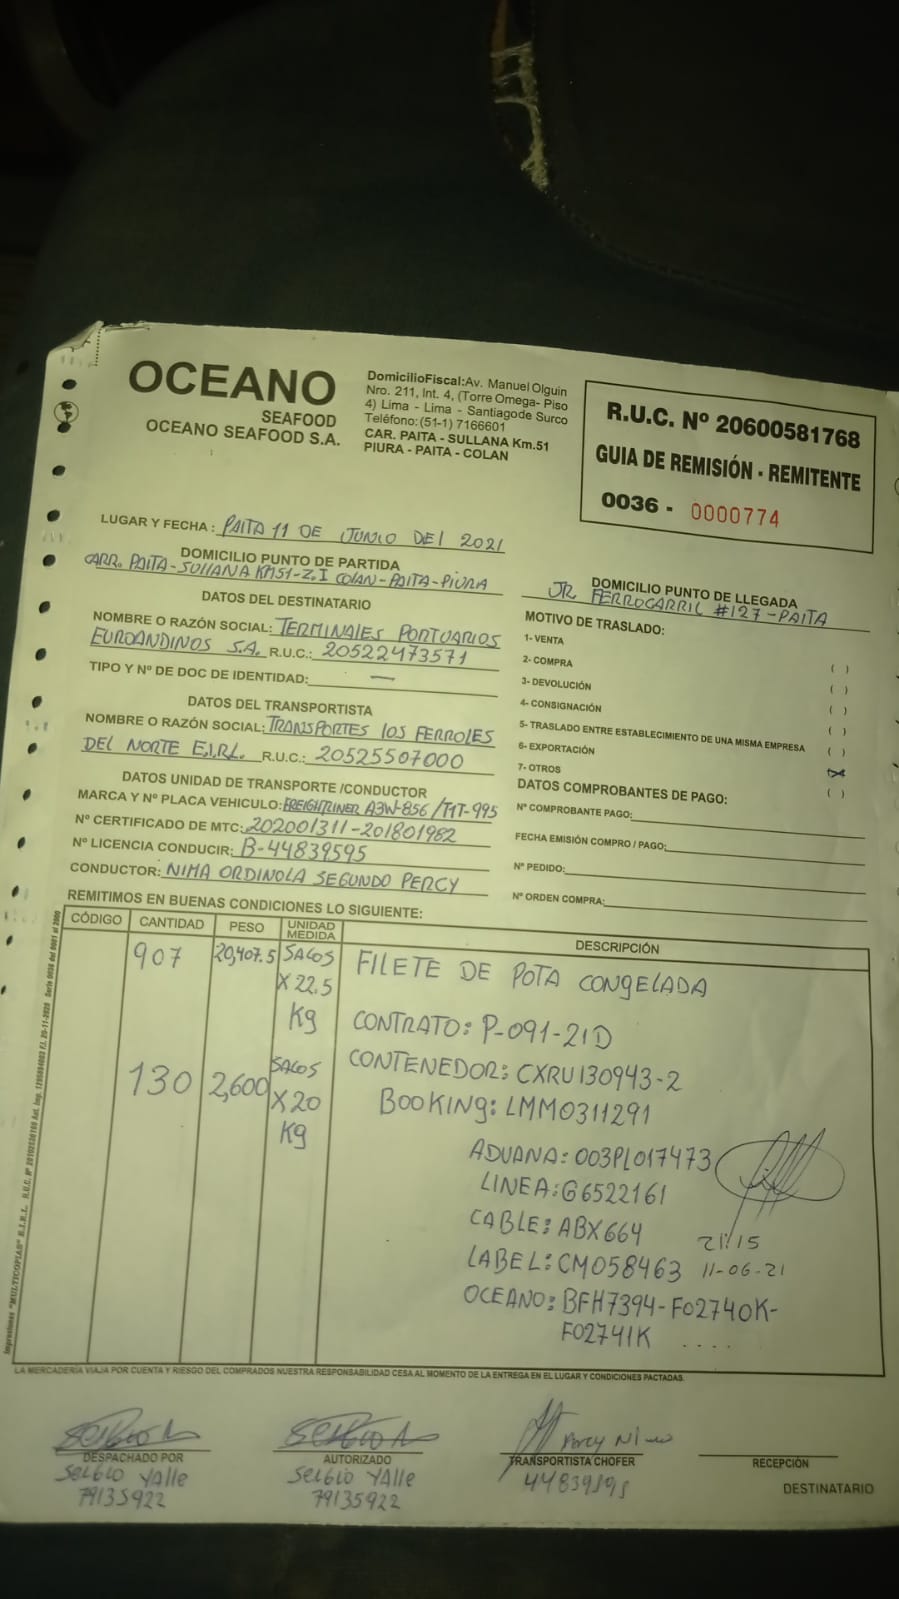 OCEANO
SEAFOOD
OCEANO SEAFOOD S.A.
DomicilioFiscal:Av. Manuel Olguin
Nro. 211, Int. 4, (Torre Omega- Piso
4) Lima - Lima - Santiagode Surco
Teléfono:(51-1) 7166601
CAR. PAITA - SULLANA Km.51
PIURA - PAITA - COLAN
R.U.C. Nº 20600581768
GUIA DE REMISIÓN - REMITENTE
0036 - 0000774
LUGAR Y FECHA : PAITA 11 DE JUNIO DEl 2021
DOMICILIO PUNTO DE PARTIDA
CARR. PAITA-SULLANA KM51-Z.I COLAN-PAITA-PIURA
DOMICILIO PUNTO DE LLEGADA
JR FERROCARRIL #127-PAITA
DATOS DEL DESTINATARIO
NOMBRE O RAZÓN SOCIAL: TERMINALES PORTUARIOS
EUROANDINOS S.A. R.U.C.: 20522473571
TIPO Y Nº DE DOC DE IDENTIDAD: —
DATOS DEL TRANSPORTISTA
NOMBRE O RAZÓN SOCIAL: TRANSPORTES lOS FERROLES
DEL NORTE E.I.R.L. R.U.C.: 20525507000
DATOS UNIDAD DE TRANSPORTE /CONDUCTOR
MARCA Y Nº PLACA VEHICULO: FREIGHTLINER A3W-856/T1T-995
Nº CERTIFICADO DE MTC: 202001311-201801982
Nº LICENCIA CONDUCIR: B-44839595
CONDUCTOR: NIMA ORDINOLA SEGUNDO PERCY
MOTIVO DE TRASLADO:
1- VENTA ( )
2- COMPRA ( )
3- DEVOLUCIÓN ( )
4- CONSIGNACIÓN ( )
5- TRASLADO ENTRE ESTABLECIMIENTO DE UNA MISMA EMPRESA ( )
6- EXPORTACIÓN (X)
7- OTROS ( )
DATOS COMPROBANTES DE PAGO:
Nº COMPROBANTE PAGO:
FECHA EMISIÓN COMPRO / PAGO:
Nº PEDIDO:
Nº ORDEN COMPRA:
REMITIMOS EN BUENAS CONDICIONES LO SIGUIENTE:
CÓDIGO CANTIDAD PESO UNIDAD MEDIDA DESCRIPCIÓN
907 20,407.5 SACOS FILETE DE POTA CONGELADA
X 22.5
Kg CONTRATO: P-091-21D
SACOS CONTENEDOR: CXRU130943-2
130 2,600 X 20 BOOKING: LMM0311291
Kg
ADUANA: 003PL017473
LINEA: G6522161
CABLE: ABX664 21:15
LABEL: CM058463 11-06-21
OCEANO: BFH7394-F02740K-
F02741K
LA MERCADERÍA VIAJA POR CUENTA Y RIESGO DEL COMPRADOS NUESTRA RESPONSABILIDAD CESA AL MOMENTO DE LA ENTREGA EN EL LUGAR Y CONDICIONES PACTADAS.
DESPACHADO POR
SERGIO YAlle
79135922
AUTORIZADO
SERGIO YAlle
79135922
Percy Nima
TRANSPORTISTA CHOFER
44839595
RECEPCIÓN
DESTINATARIO